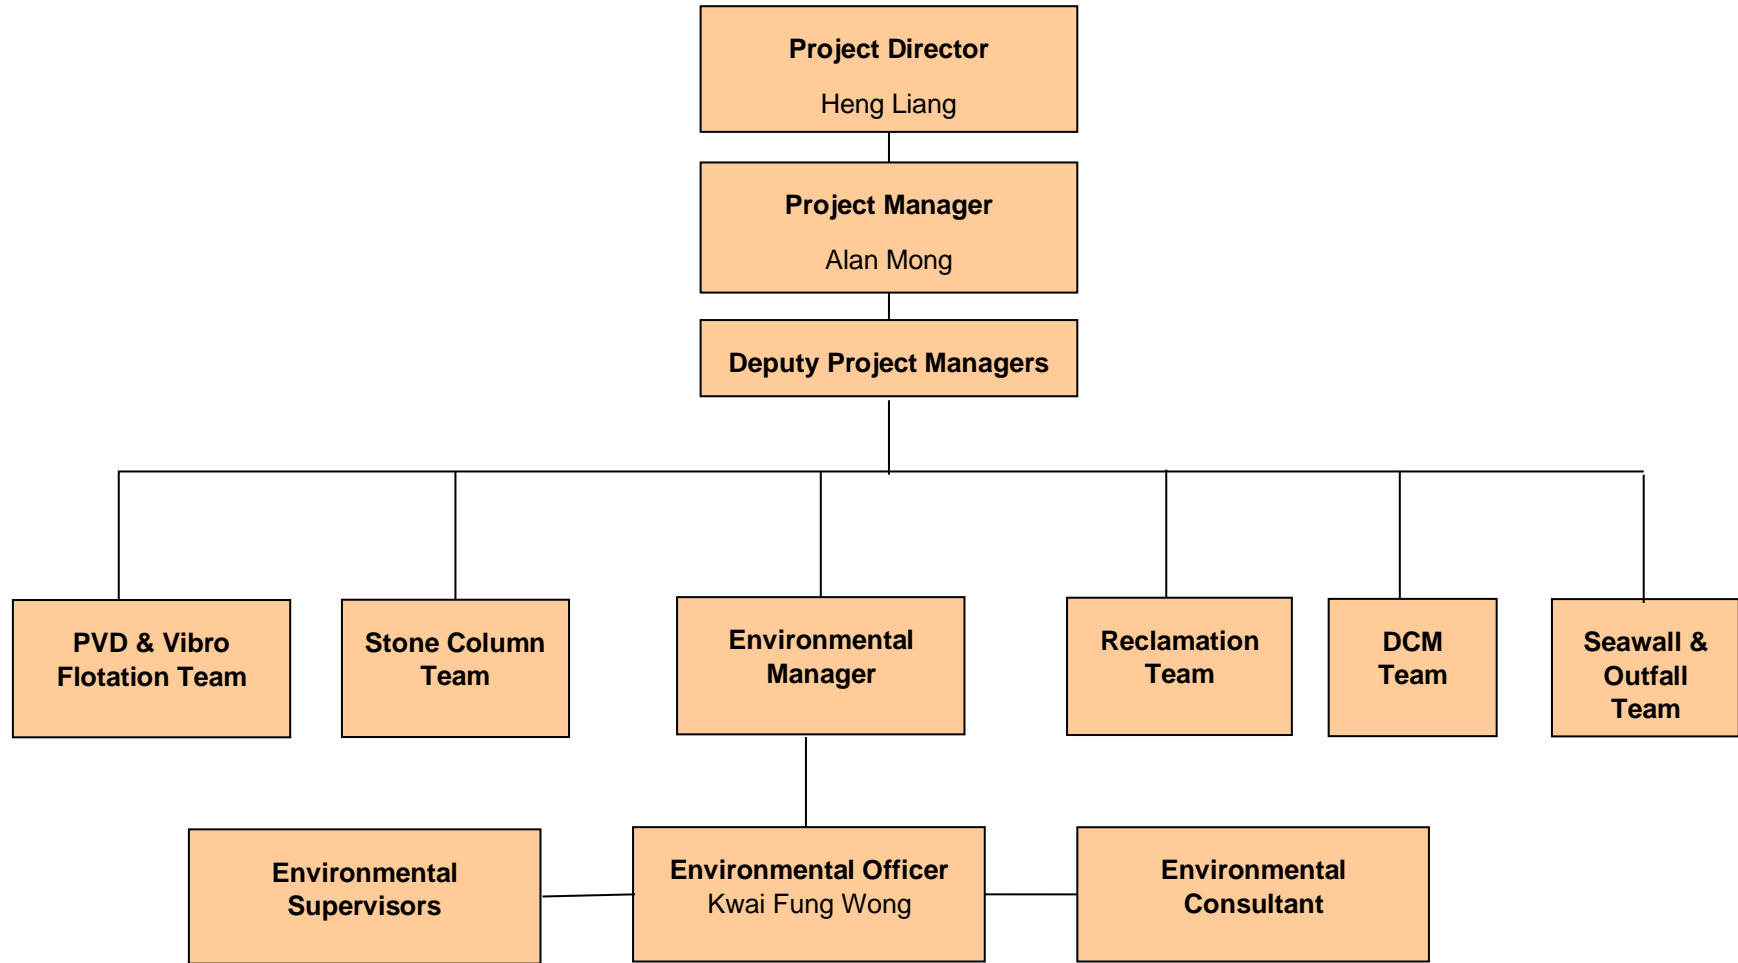 Project Director
Heng Liang
Project Manager
Alan Mong
Deputy Project Managers
PVD & Vibro
Flotation Team
Stone Column
Team
Environmental
Manager
Reclamation
Team
DCM
Team
Seawall &
Outfall
Team
Environmental
Supervisors
Environmental Officer
Kwai Fung Wong
Environmental
Consultant